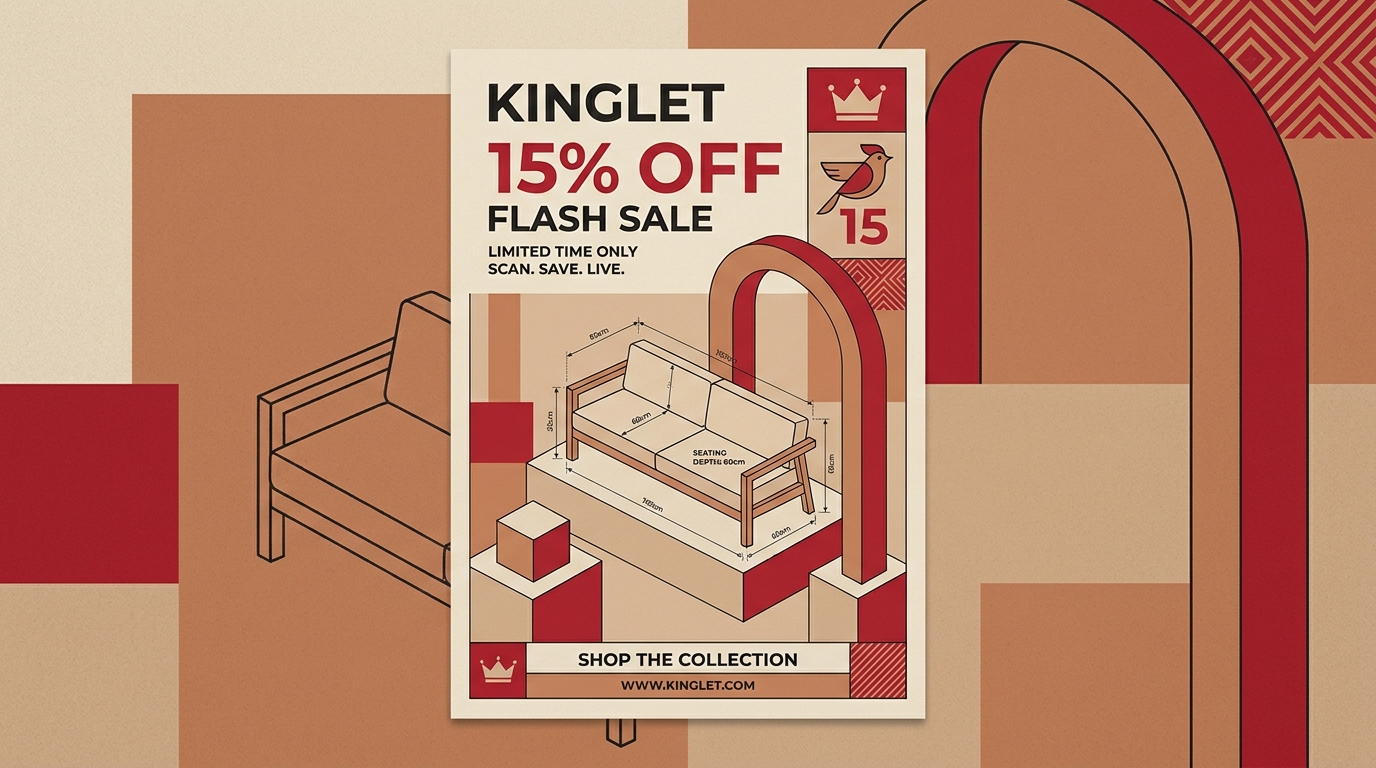 KINGLET
15% OFF
FLASH SALE
LIMITED TIME ONLY
SCAN. SAVE. LIVE.
15
60cm
SEATING
DEPTH: 60cm
SHOP THE COLLECTION
WWW.KINGLET.COM